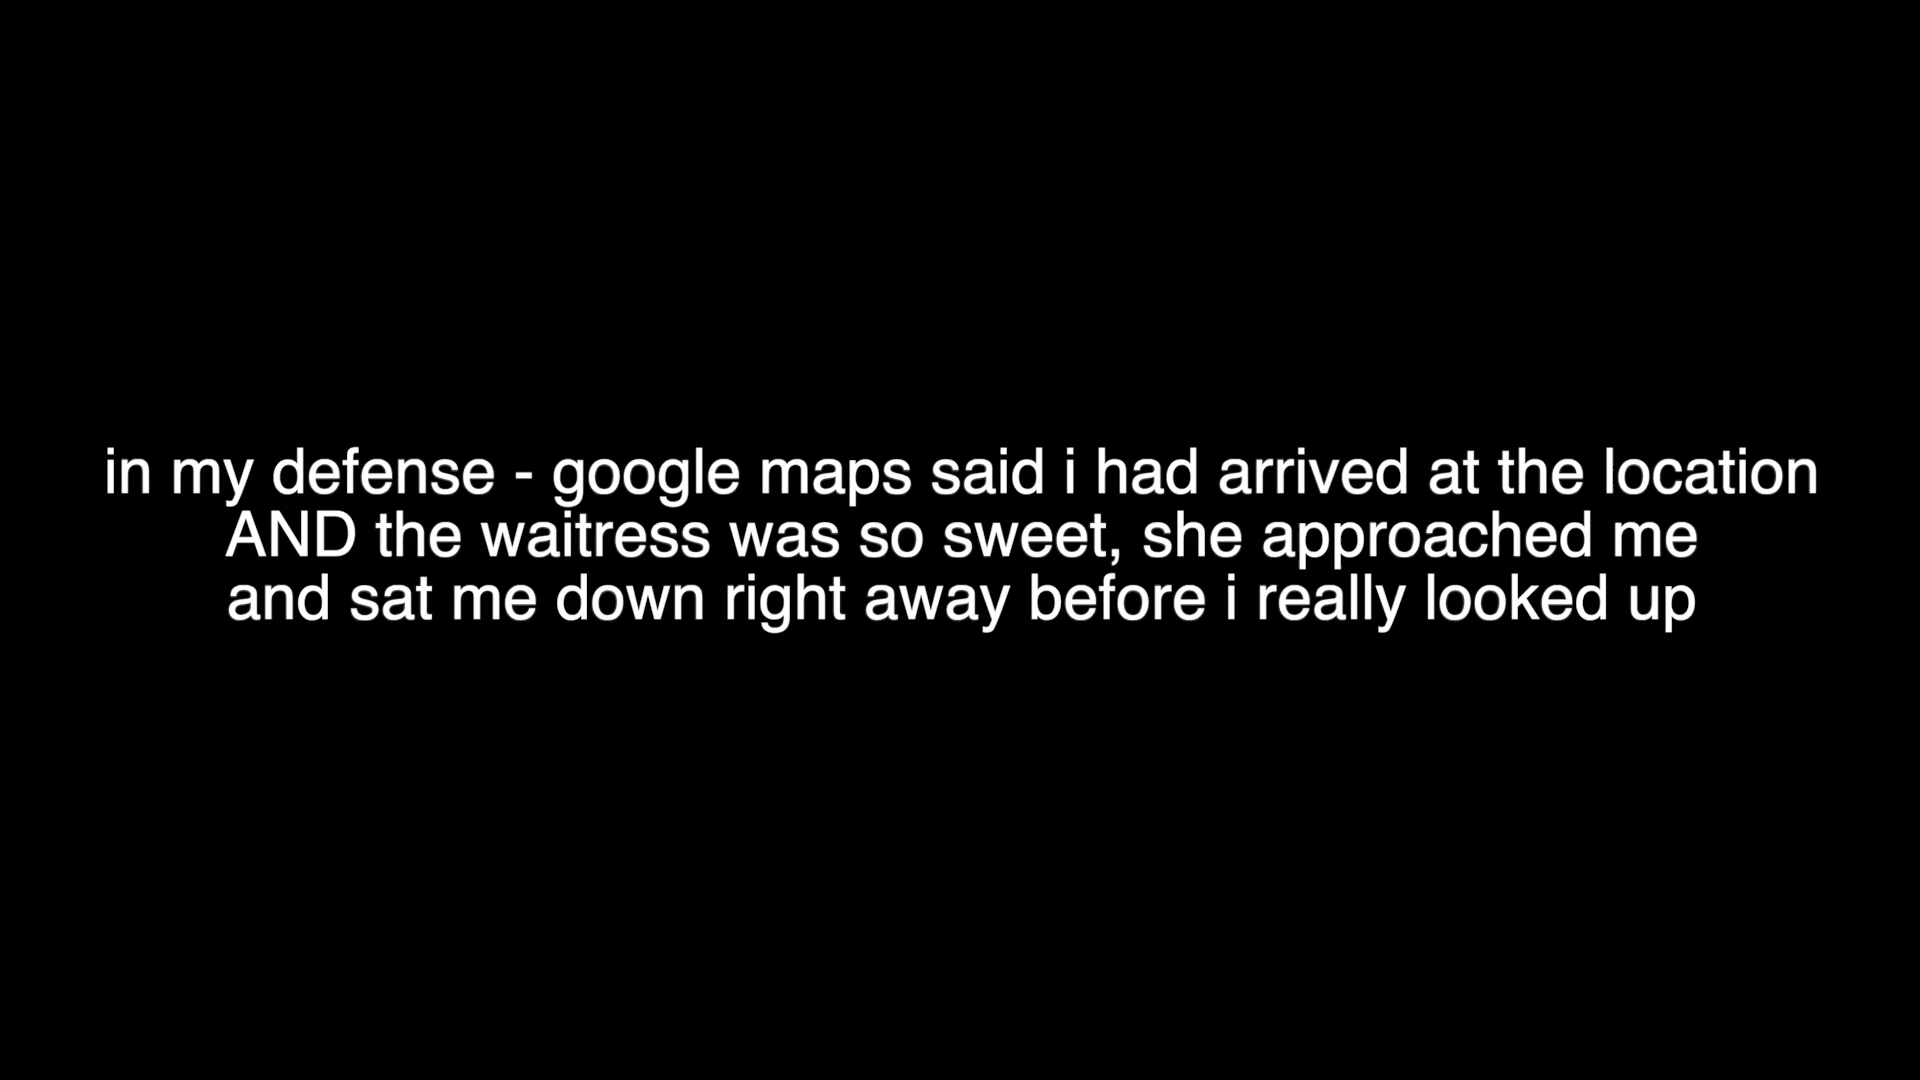 in my defense - google maps said i had arrived at the location
AND the waitress was so sweet, she approached me
and sat me down right away before i really looked up